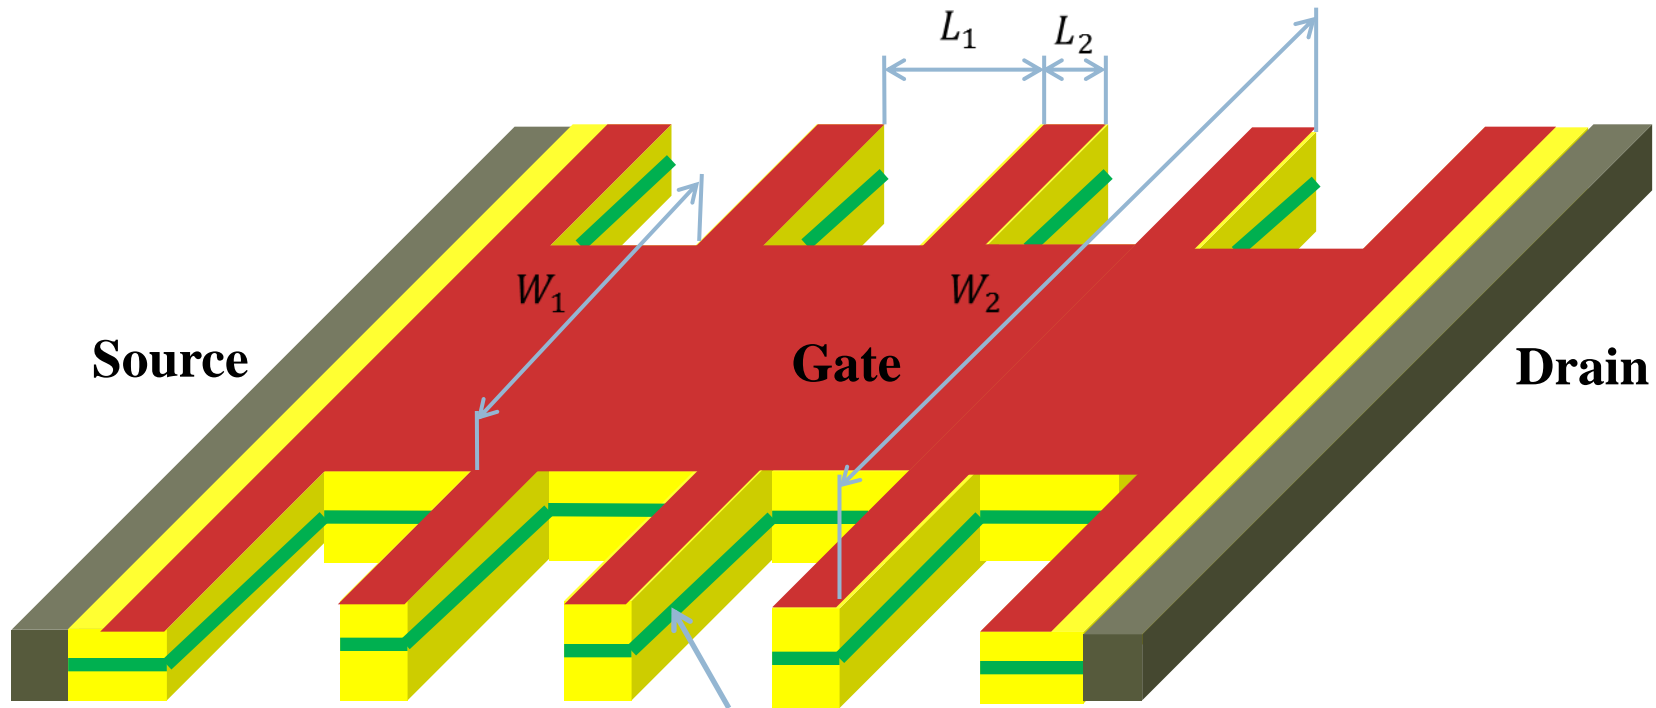 L₁
L₂
W₁
W₂
Source
Gate
Drain